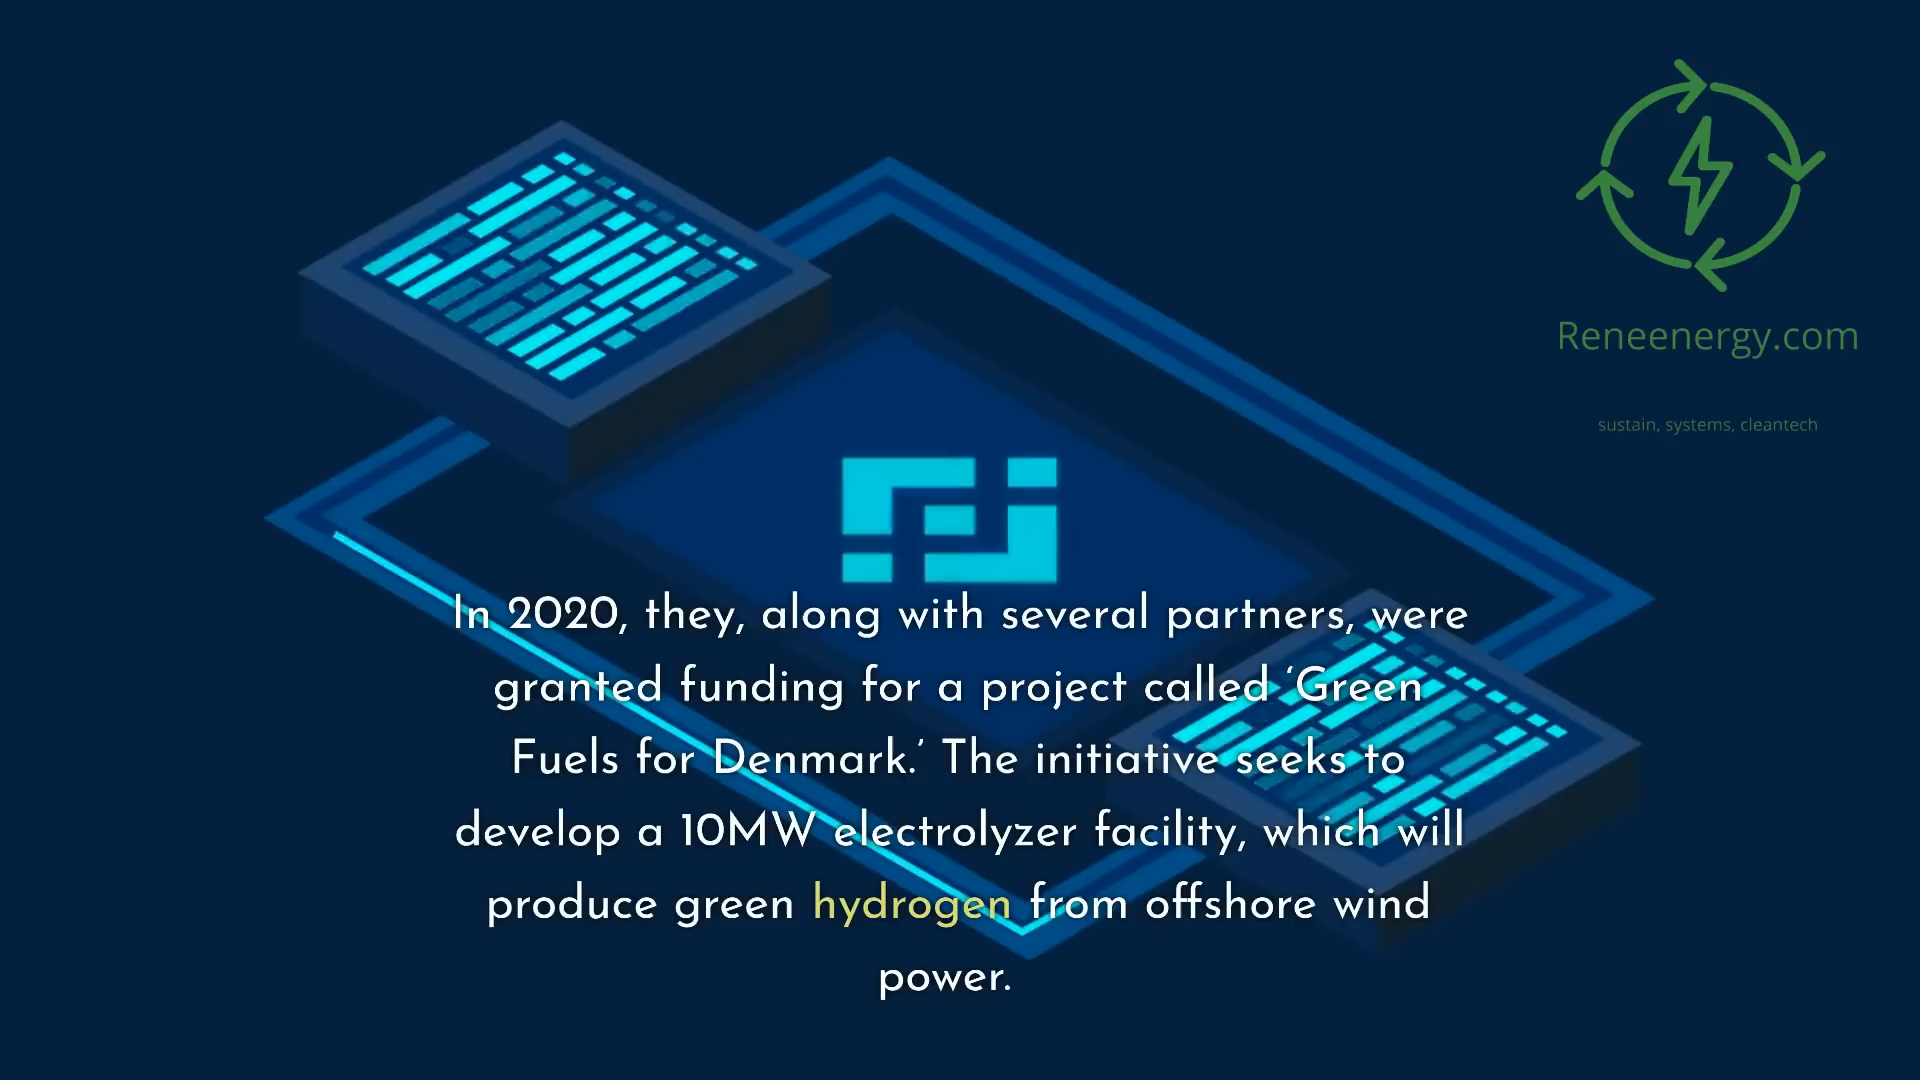 Reneenergy.com
sustain, systems, cleantech
In 2020, they, along with several partners, were
granted funding for a project called ‘Green
Fuels for Denmark.’ The initiative seeks to
develop a 10MW electrolyzer facility, which will
produce green hydrogen from offshore wind
power.